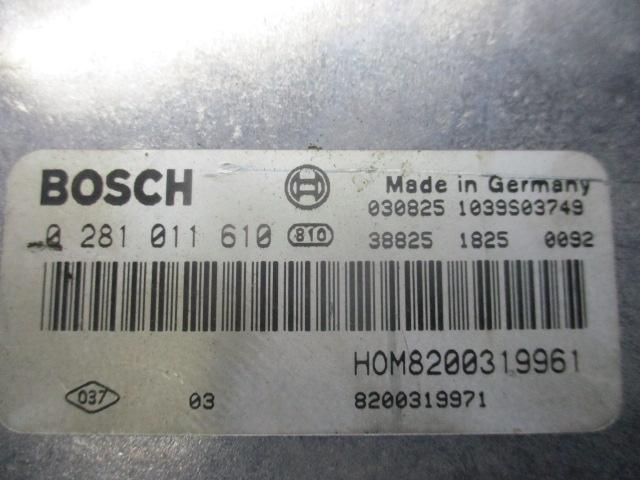 BOSCH
Made in Germany
030825 1039S03749
0 281 011 610 810
38825 1825 0092
HOM8200319961
037 03 8200319971